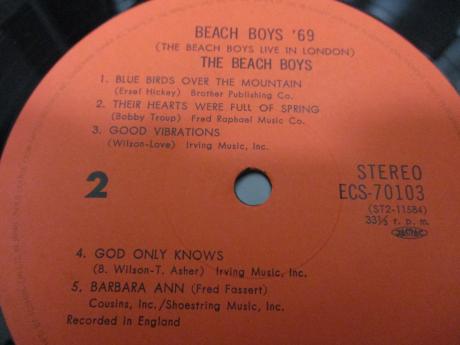 BEACH BOYS '69
(THE BEACH BOYS LIVE IN LONDON)
THE BEACH BOYS
1. BLUE BIRDS OVER THE MOUNTAIN
(Ersel Hickey) Brother Publishing Co.
2. THEIR HEARTS WERE FULL OF SPRING
(Bobby Troup) Fred Raphael Music Co.
3. GOOD VIBRATIONS
(Wilson-Love) Irving Music, Inc.
2
STEREO
ECS-70103
(ST2-11584)
33⅓ r. p. m.
JASRAC
4. GOD ONLY KNOWS
(B. Wilson-T. Asher) Irving Music, Inc.
5. BARBARA ANN (Fred Fassert)
Cousins, Inc./Shoestring Music, Inc.
Recorded in England